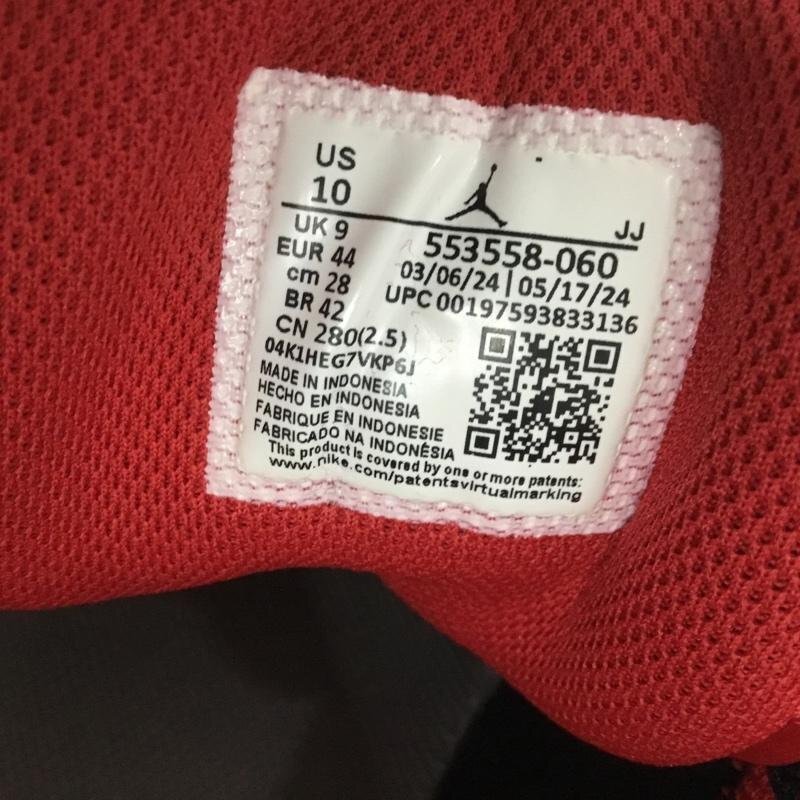 US
10
JJ
UK 9
EUR 44
cm 28
BR 42
CN 280(2.5)
04K1HEG7VKP6J
553558-060
03/06/24 | 05/17/24
UPC 00197593833136
MADE IN INDONESIA
HECHO EN INDONESIA
FABRIQUE EN INDONESIE
FABRICADO NA INDONÉSIA
This product is covered by one or more patents:
www.nike.com/patentsvirtualmarking